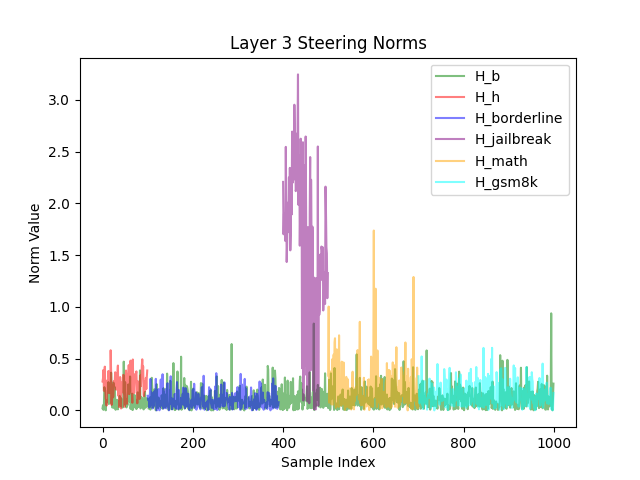 Layer 3 Steering Norms
H_b
H_h
H_borderline
H_jailbreak
H_math
H_gsm8k
Norm Value
3.0
2.5
2.0
1.5
1.0
0.5
0.0
0
200
400
600
800
1000
Sample Index